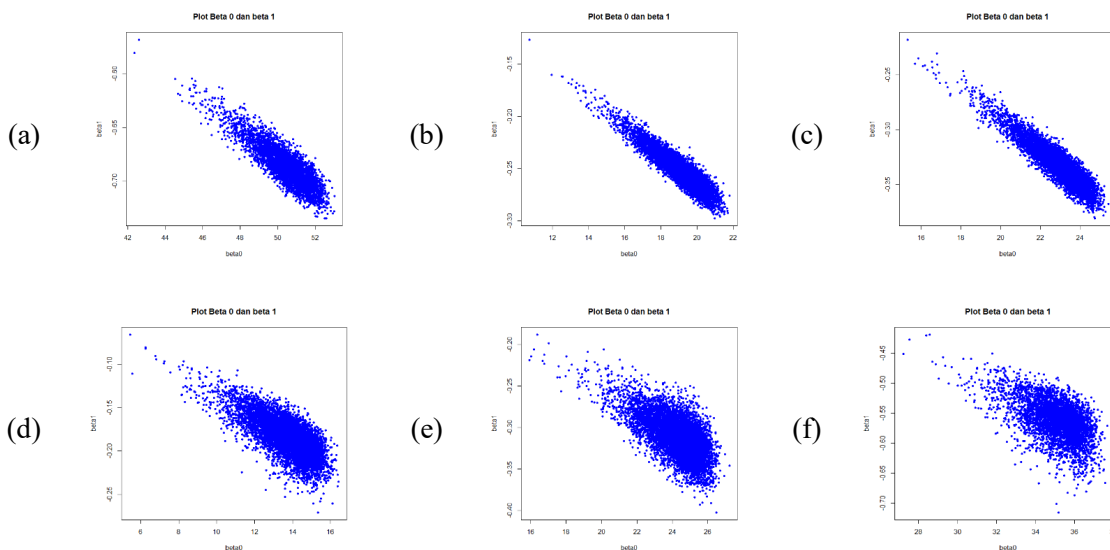 Plot Beta 0 dan beta 1 Plot Beta 0 dan beta 1 Plot Beta 0 dan beta 1
(a) (b) (c)
beta1 beta1 beta1
-0.60 -0.65 -0.70
-0.15 -0.20 -0.25 -0.30
-0.25 -0.30 -0.35
42 44 46 48 50 52
12 14 16 18 20 22
16 18 20 22 24
beta0 beta0 beta0
Plot Beta 0 dan beta 1 Plot Beta 0 dan beta 1 Plot Beta 0 dan beta 1
(d) (e) (f)
beta1 beta1 beta1
-0.10 -0.15 -0.20 -0.25
-0.20 -0.25 -0.30 -0.35 -0.40
-0.45 -0.50 -0.55 -0.60 -0.65 -0.70
6 8 10 12 14 16
16 18 20 22 24 26
28 30 32 34 36
beta0 beta0 beta0